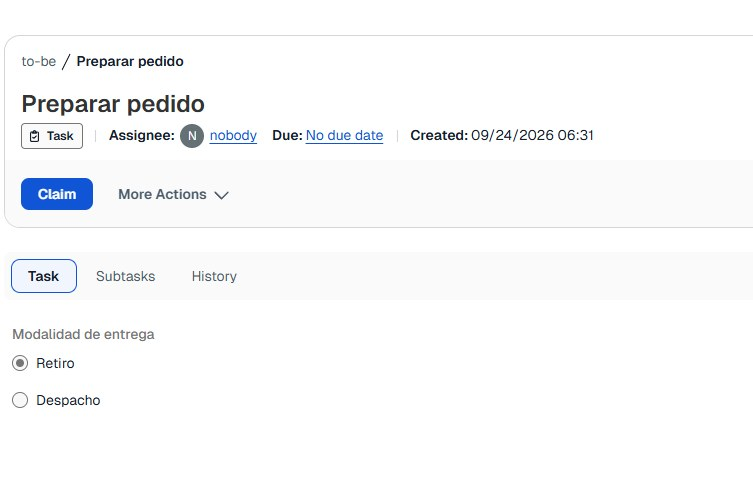 to-be / Preparar pedido
Preparar pedido
Task Assignee: N nobody Due: No due date Created: 09/24/2026 06:31
Claim More Actions
Task Subtasks History
Modalidad de entrega
Retiro
Despacho